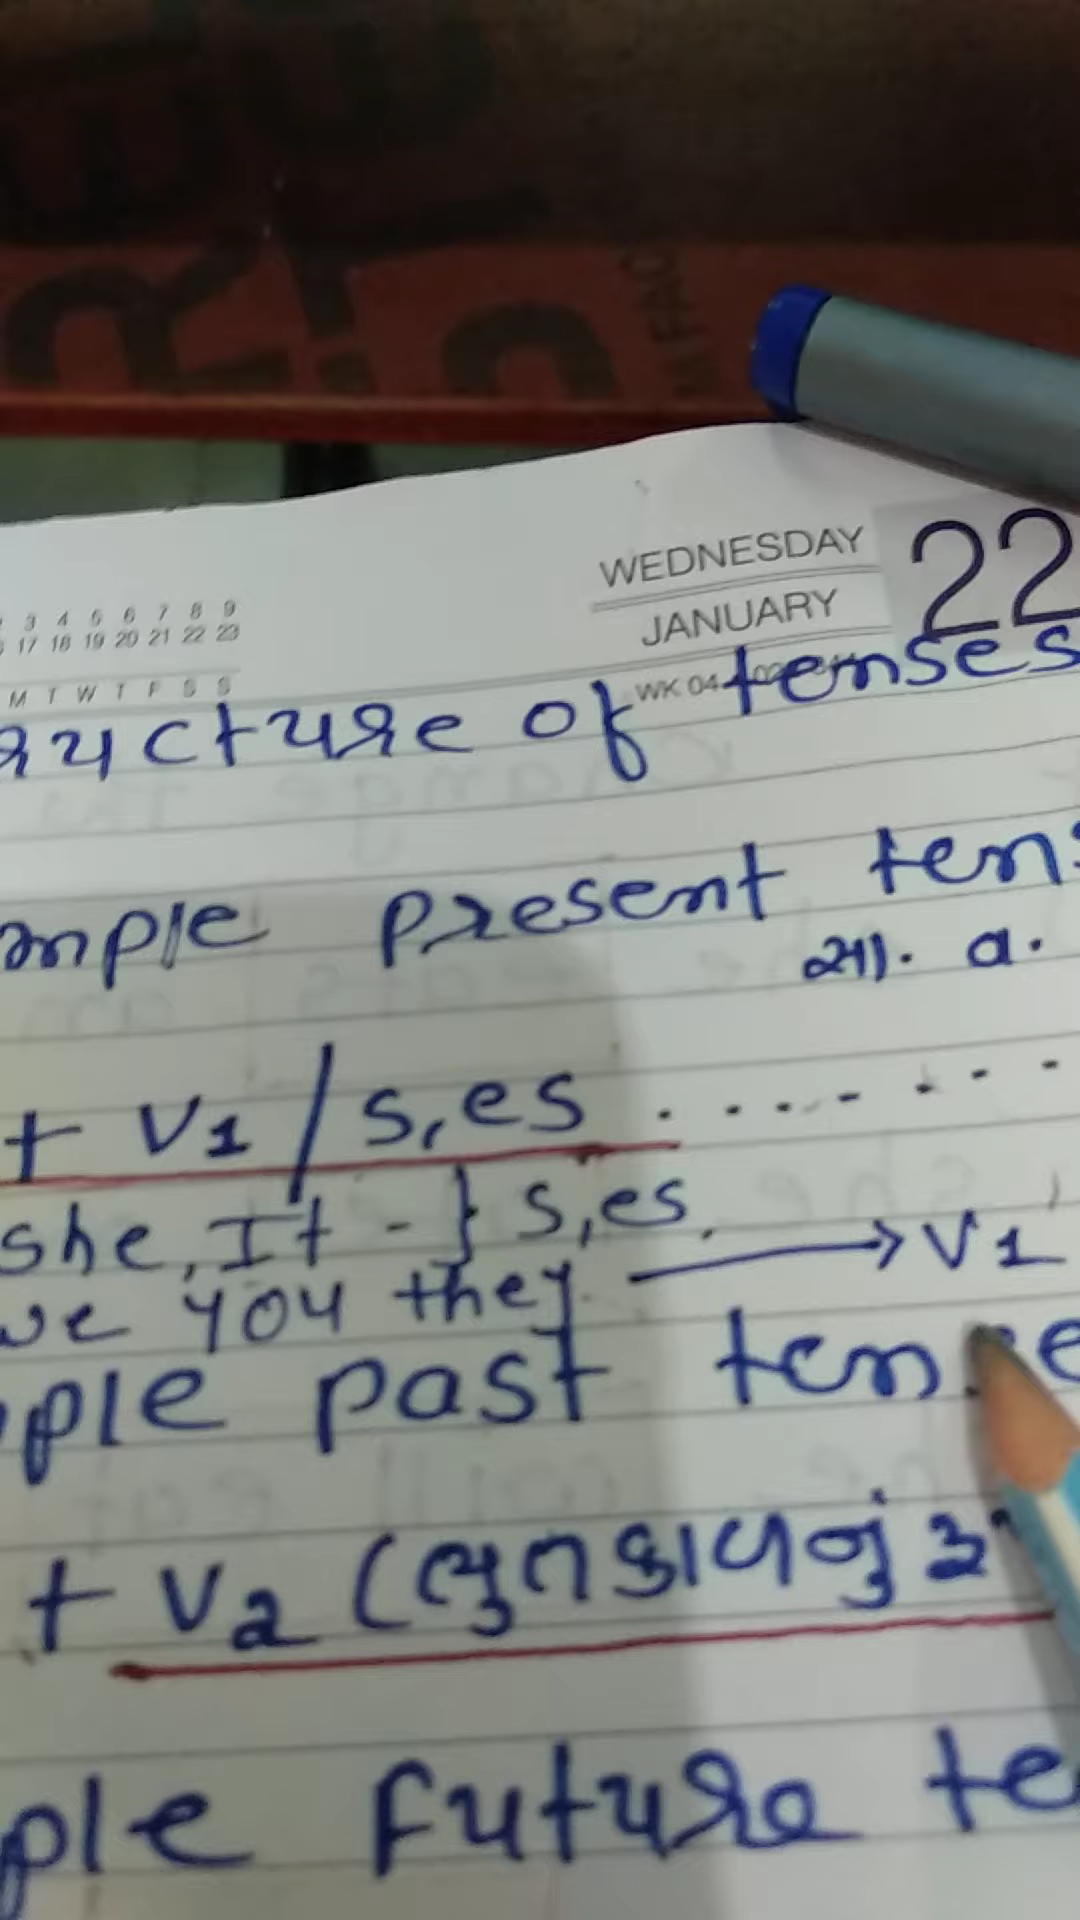 WEDNESDAY 22
JANUARY
3 4 5 6 7 8 9
17 18 19 20 21 22 23
M T W T F S S
WK 04
ructure of tenses
mple present tens
સા. વ.
+ V1 / s,es . . . . . . . .
she, It - } s,es.
we you they. → V1
ple past tense
+ V2 (ભુતકાળનું રૂ
ple future te